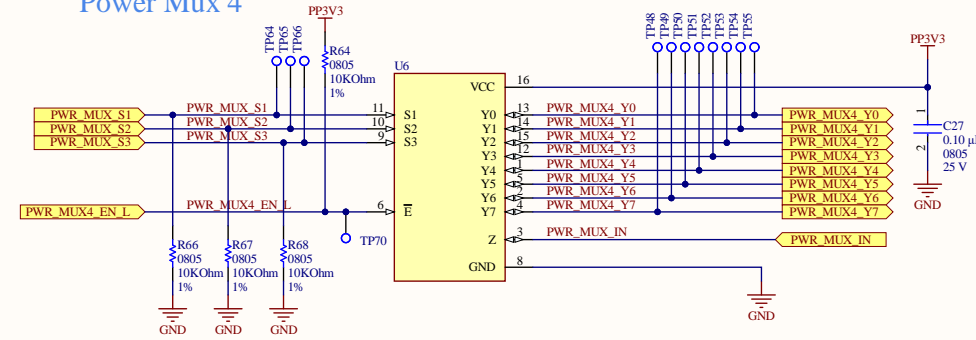 Power Mux 4
PP3V3
TP64
TP65
TP66
R64
0805
10KOhm
1%
TP48
TP49
TP50
TP51
TP52
TP53
TP54
TP55
PP3V3
U6
VCC 16
PWR_MUX_S1 PWR_MUX_S1 11 S1
PWR_MUX_S2 PWR_MUX_S2 10 S2
PWR_MUX_S3 PWR_MUX_S3 9 S3
Y0 13 PWR_MUX4_Y0 PWR_MUX4_Y0
Y1 14 PWR_MUX4_Y1 PWR_MUX4_Y1
Y2 15 PWR_MUX4_Y2 PWR_MUX4_Y2
Y3 12 PWR_MUX4_Y3 PWR_MUX4_Y3
Y4 1 PWR_MUX4_Y4 PWR_MUX4_Y4
Y5 5 PWR_MUX4_Y5 PWR_MUX4_Y5
Y6 2 PWR_MUX4_Y6 PWR_MUX4_Y6
Y7 4 PWR_MUX4_Y7 PWR_MUX4_Y7
1
2
C27
0.10
0805
25 V
GND
PWR_MUX4_EN_L PWR_MUX4_EN_L 6 E
TP70
Z 3 PWR_MUX_IN PWR_MUX_IN
GND 8
R66
0805
10KOhm
1%
R67
0805
10KOhm
1%
R68
0805
10KOhm
1%
GND
GND
GND
GND